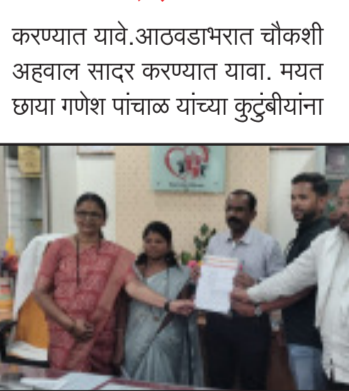 करण्यात यावे.आठवडाभरात चौकशी
अहवाल सादर करण्यात यावा. मयत
छाया गणेश पांचाळ यांच्या कुटुंबीयांना